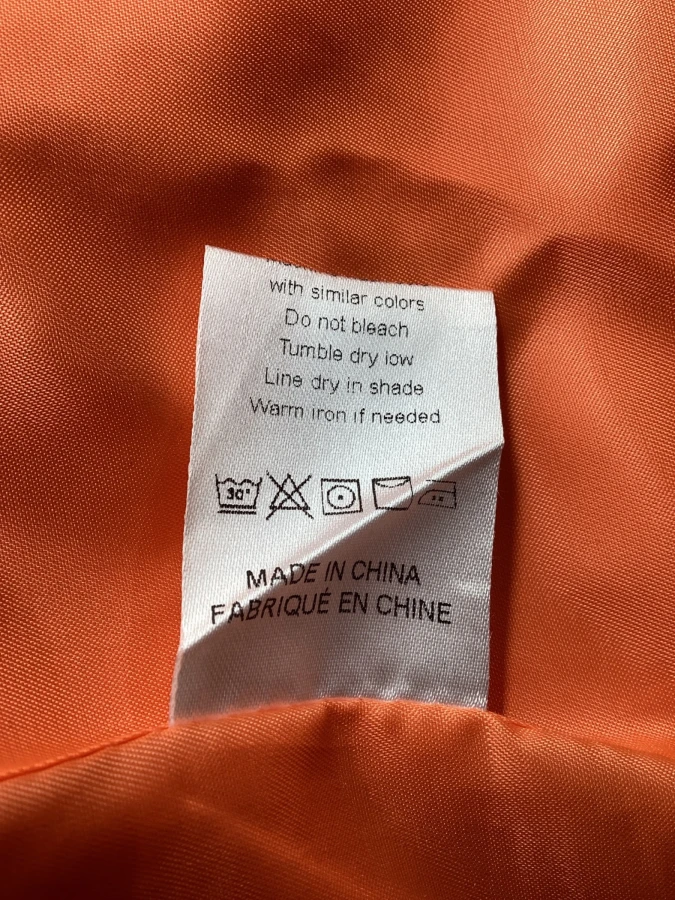 with similar colors
Do not bleach
Tumble dry low
Line dry in shade
Warm iron if needed
30°
MADE IN CHINA
FABRIQUÉ EN CHINE